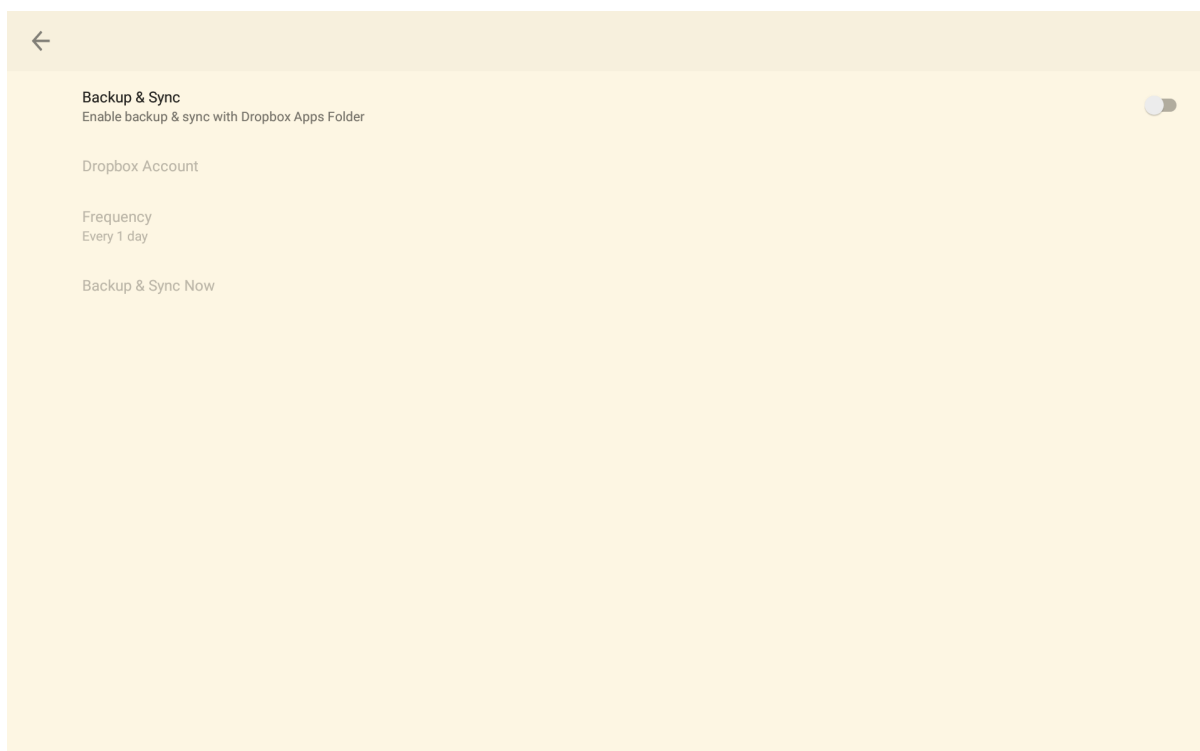 Backup & Sync
Enable backup & sync with Dropbox Apps Folder
Dropbox Account
Frequency
Every 1 day
Backup & Sync Now